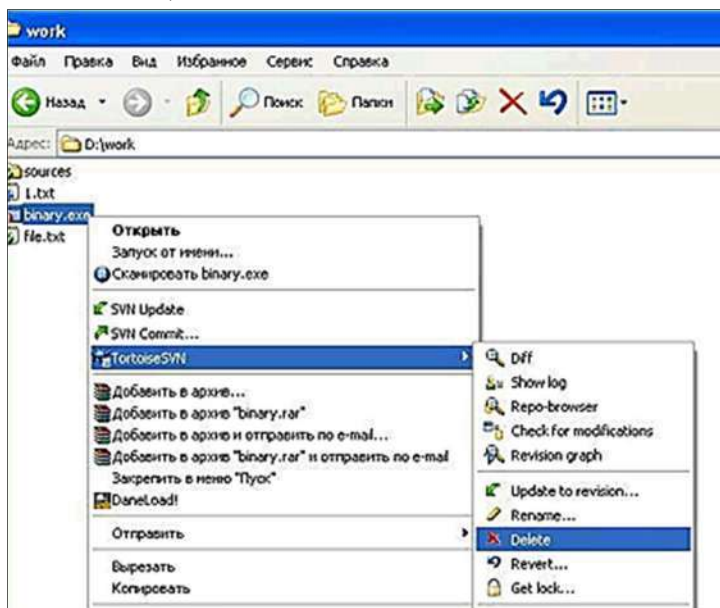 work
Файл Правка Вид Избранное Сервис Справка
Назад Поиск Папки
Адрес: D:\work
sources
1.txt
binary.exe
file.txt
Открыть
Запуск от имени...
Сканировать binary.exe
SVN Update
SVN Commit...
TortoiseSVN
Добавить в архив...
Добавить в архив "binary.rar"
Добавить в архив и отправить по e-mail...
Добавить в архив "binary.rar" и отправить по e-mail
Закрепить в меню "Пуск"
DaneLoad!
Отправить
Вырезать
Копировать
Diff
Show log
Repo-browser
Check for modifications
Revision graph
Update to revision...
Rename...
Delete
Revert...
Get lock...